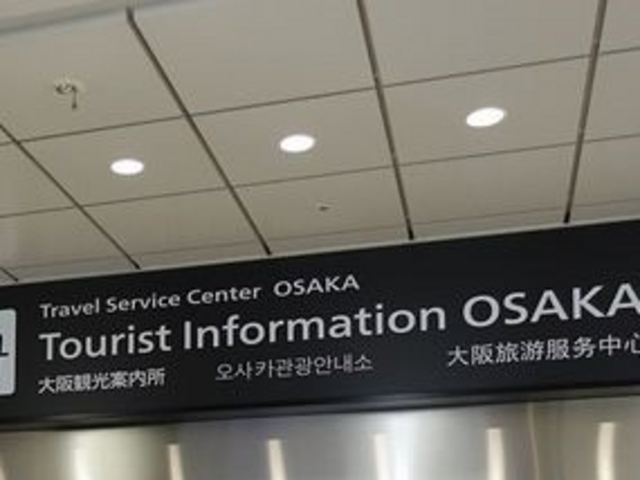 Travel Service Center OSAKA
Tourist Information OSAKA
大阪観光案内所 오사카관광안내소 大阪旅游服务中心